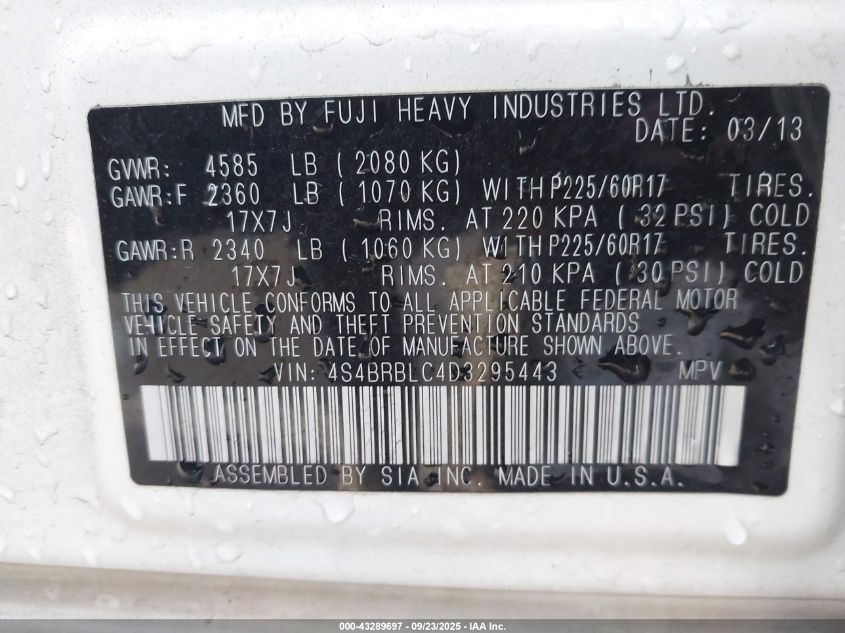 MFD BY FUJI HEAVY INDUSTRIES LTD.
DATE: 03/13
GVWR: 4585 LB (2080 KG)
GAWR:F 2360 LB (1070 KG) WITH P225/60R17 TIRES.
17X7J RIMS. AT 220 KPA (32 PSI) COLD
GAWR:R 2340 LB (1060 KG) WITH P225/60R17 TIRES.
17X7J RIMS. AT 210 KPA (30 PSI) COLD
THIS VEHICLE CONFORMS TO ALL APPLICABLE FEDERAL MOTOR
VEHICLE SAFETY AND THEFT PREVENTION STANDARDS
IN EFFECT ON THE DATE OF MANUFACTURE SHOWN ABOVE.
VIN: 4S4BRBLC4D3295443 MPV
ASSEMBLED BY SIA INC. MADE IN U.S.A.
000-43289697 - 09/23/2025 - IAA Inc.